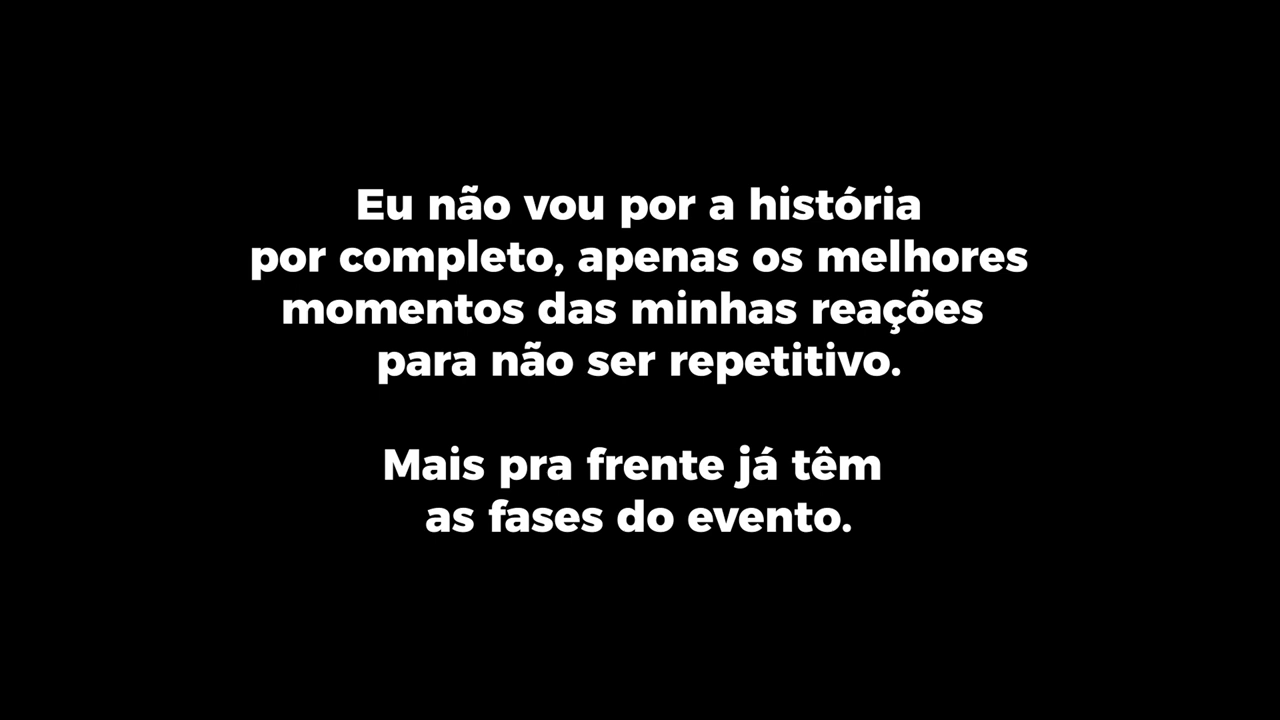 Eu não vou por a história
por completo, apenas os melhores
momentos das minhas reações
para não ser repetitivo.
Mais pra frente já têm
as fases do evento.